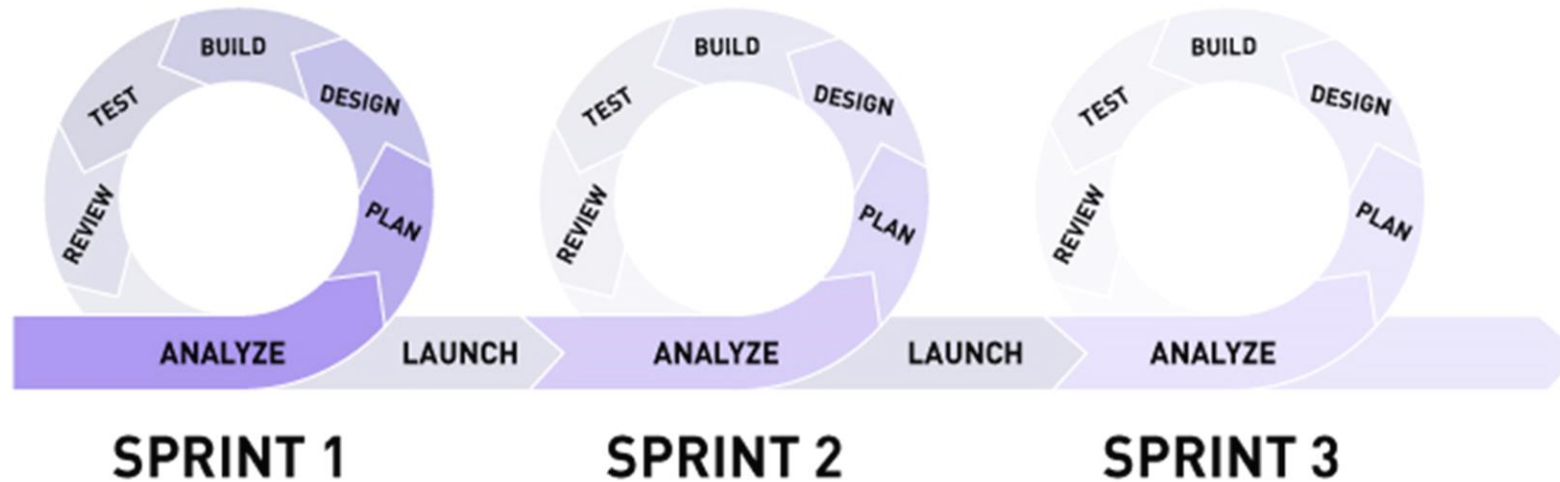 ANALYZE
PLAN
DESIGN
BUILD
TEST
REVIEW
LAUNCH
SPRINT 1
ANALYZE
PLAN
DESIGN
BUILD
TEST
REVIEW
LAUNCH
SPRINT 2
ANALYZE
PLAN
DESIGN
BUILD
TEST
REVIEW
SPRINT 3